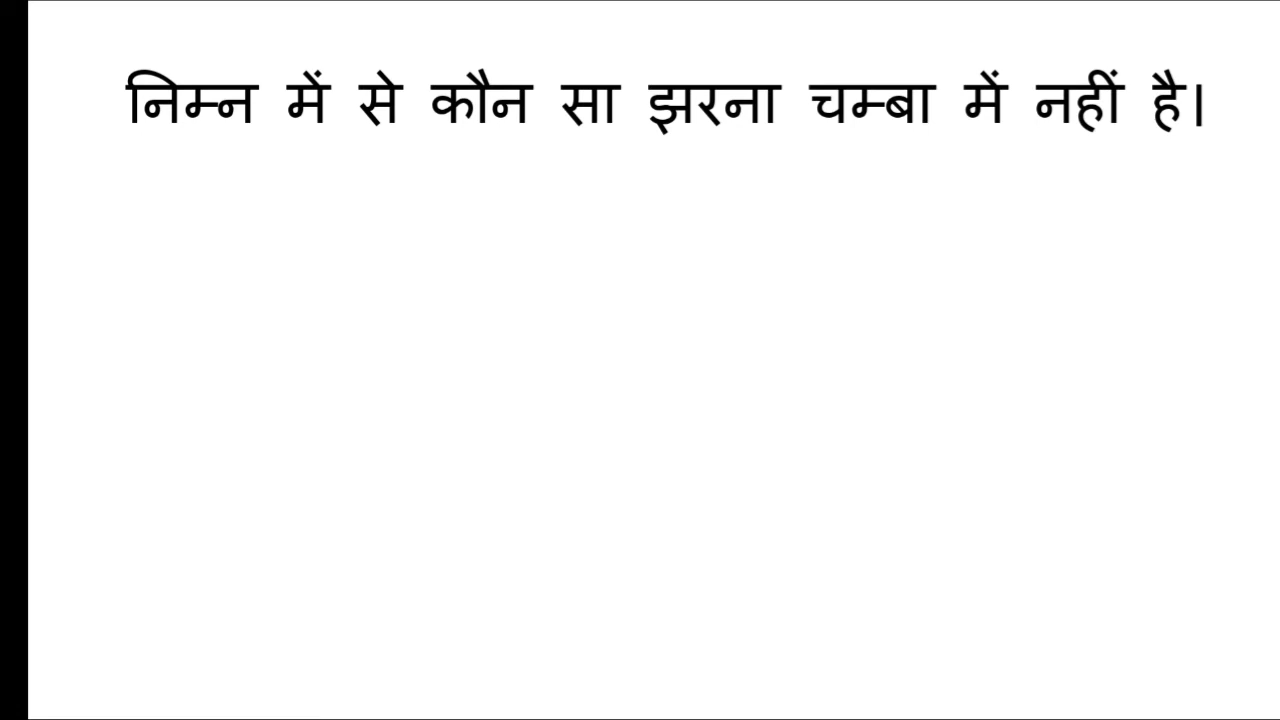 निम्न में से कौन सा झरना चम्बा में नहीं है।